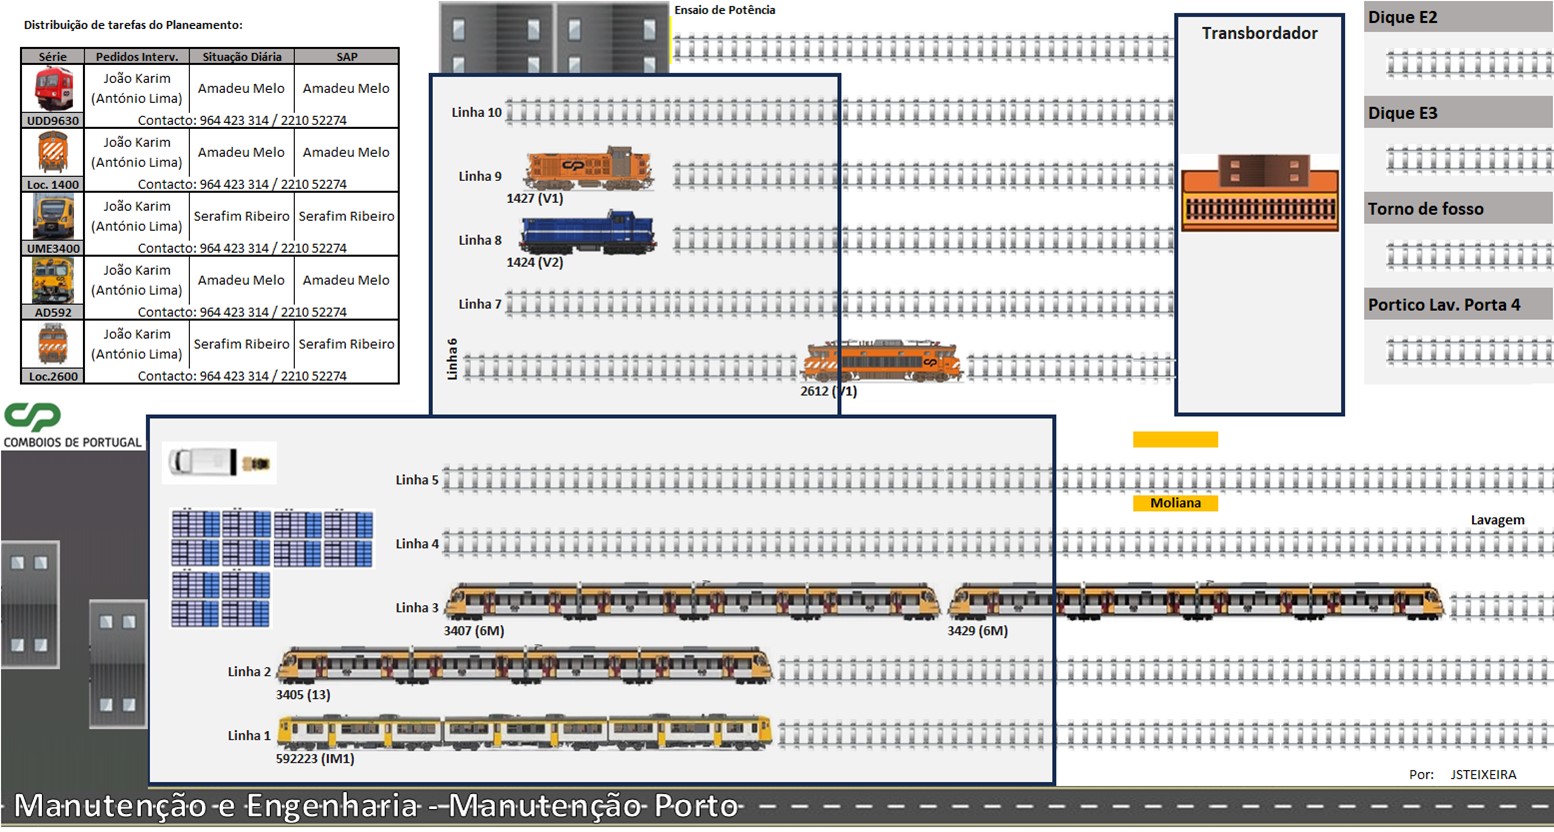 Distribuição de tarefas do Planeamento:
Série Pedidos Interv. Situação Diária SAP
João Karim
(António Lima) Amadeu Melo Amadeu Melo
UDD9630 Contacto: 964 423 314 / 2210 52274
João Karim
(António Lima) Amadeu Melo Amadeu Melo
Loc. 1400 Contacto: 964 423 314 / 2210 52274
João Karim
(António Lima) Serafim Ribeiro Serafim Ribeiro
UME3400 Contacto: 964 423 314 / 2210 52274
João Karim
(António Lima) Amadeu Melo Amadeu Melo
AD592 Contacto: 964 423 314 / 2210 52274
João Karim
(António Lima) Serafim Ribeiro Serafim Ribeiro
Loc.2600 Contacto: 964 423 314 / 2210 52274
CP
COMBOIOS DE PORTUGAL
Ensaio de Potência
Linha 10
Linha 9
1427 (V1)
Linha 8
1424 (V2)
Linha 7
Linha 6
2612 (V1)
Transbordador
Dique E2
Dique E3
Torno de fosso
Portico Lav. Porta 4
Linha 5
Moliana
Lavagem
Linha 4
Linha 3
3407 (6M)
3429 (6M)
Linha 2
3405 (13)
Linha 1
592223 (IM1)
Por: JSTEIXEIRA
Manutenção e Engenharia - Manutenção Porto